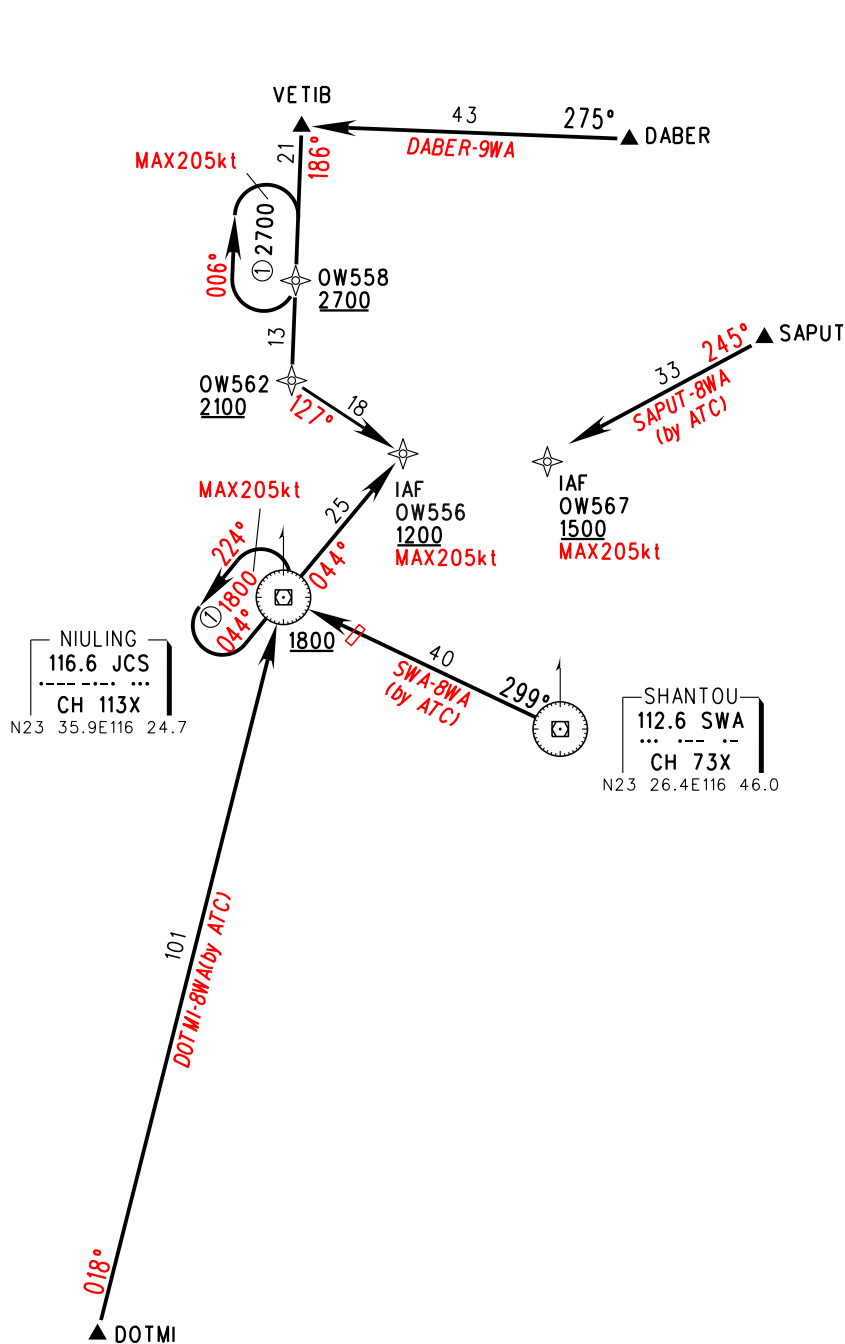 VETIB
43
275°
DABER
DABER-9WA
21
186°
MAX205kt
1 2700
006°
OW558
2700
13
OW562
2100
127°
18
SAPUT
245°
33
SAPUT-8WA
(by ATC)
IAF
OW556
1200
MAX205kt
IAF
OW567
1500
MAX205kt
MAX205kt
25
044°
224°
1 1800
044°
1800
NIULING
116.6 JCS
·--- -·-· ···
CH 113X
N23 35.9E116 24.7
40
299°
SWA-8WA
(by ATC)
SHANTOU
112.6 SWA
··· ·-- ·-
CH 73X
N23 26.4E116 46.0
101
DOTMI-8WA(by ATC)
018°
DOTMI